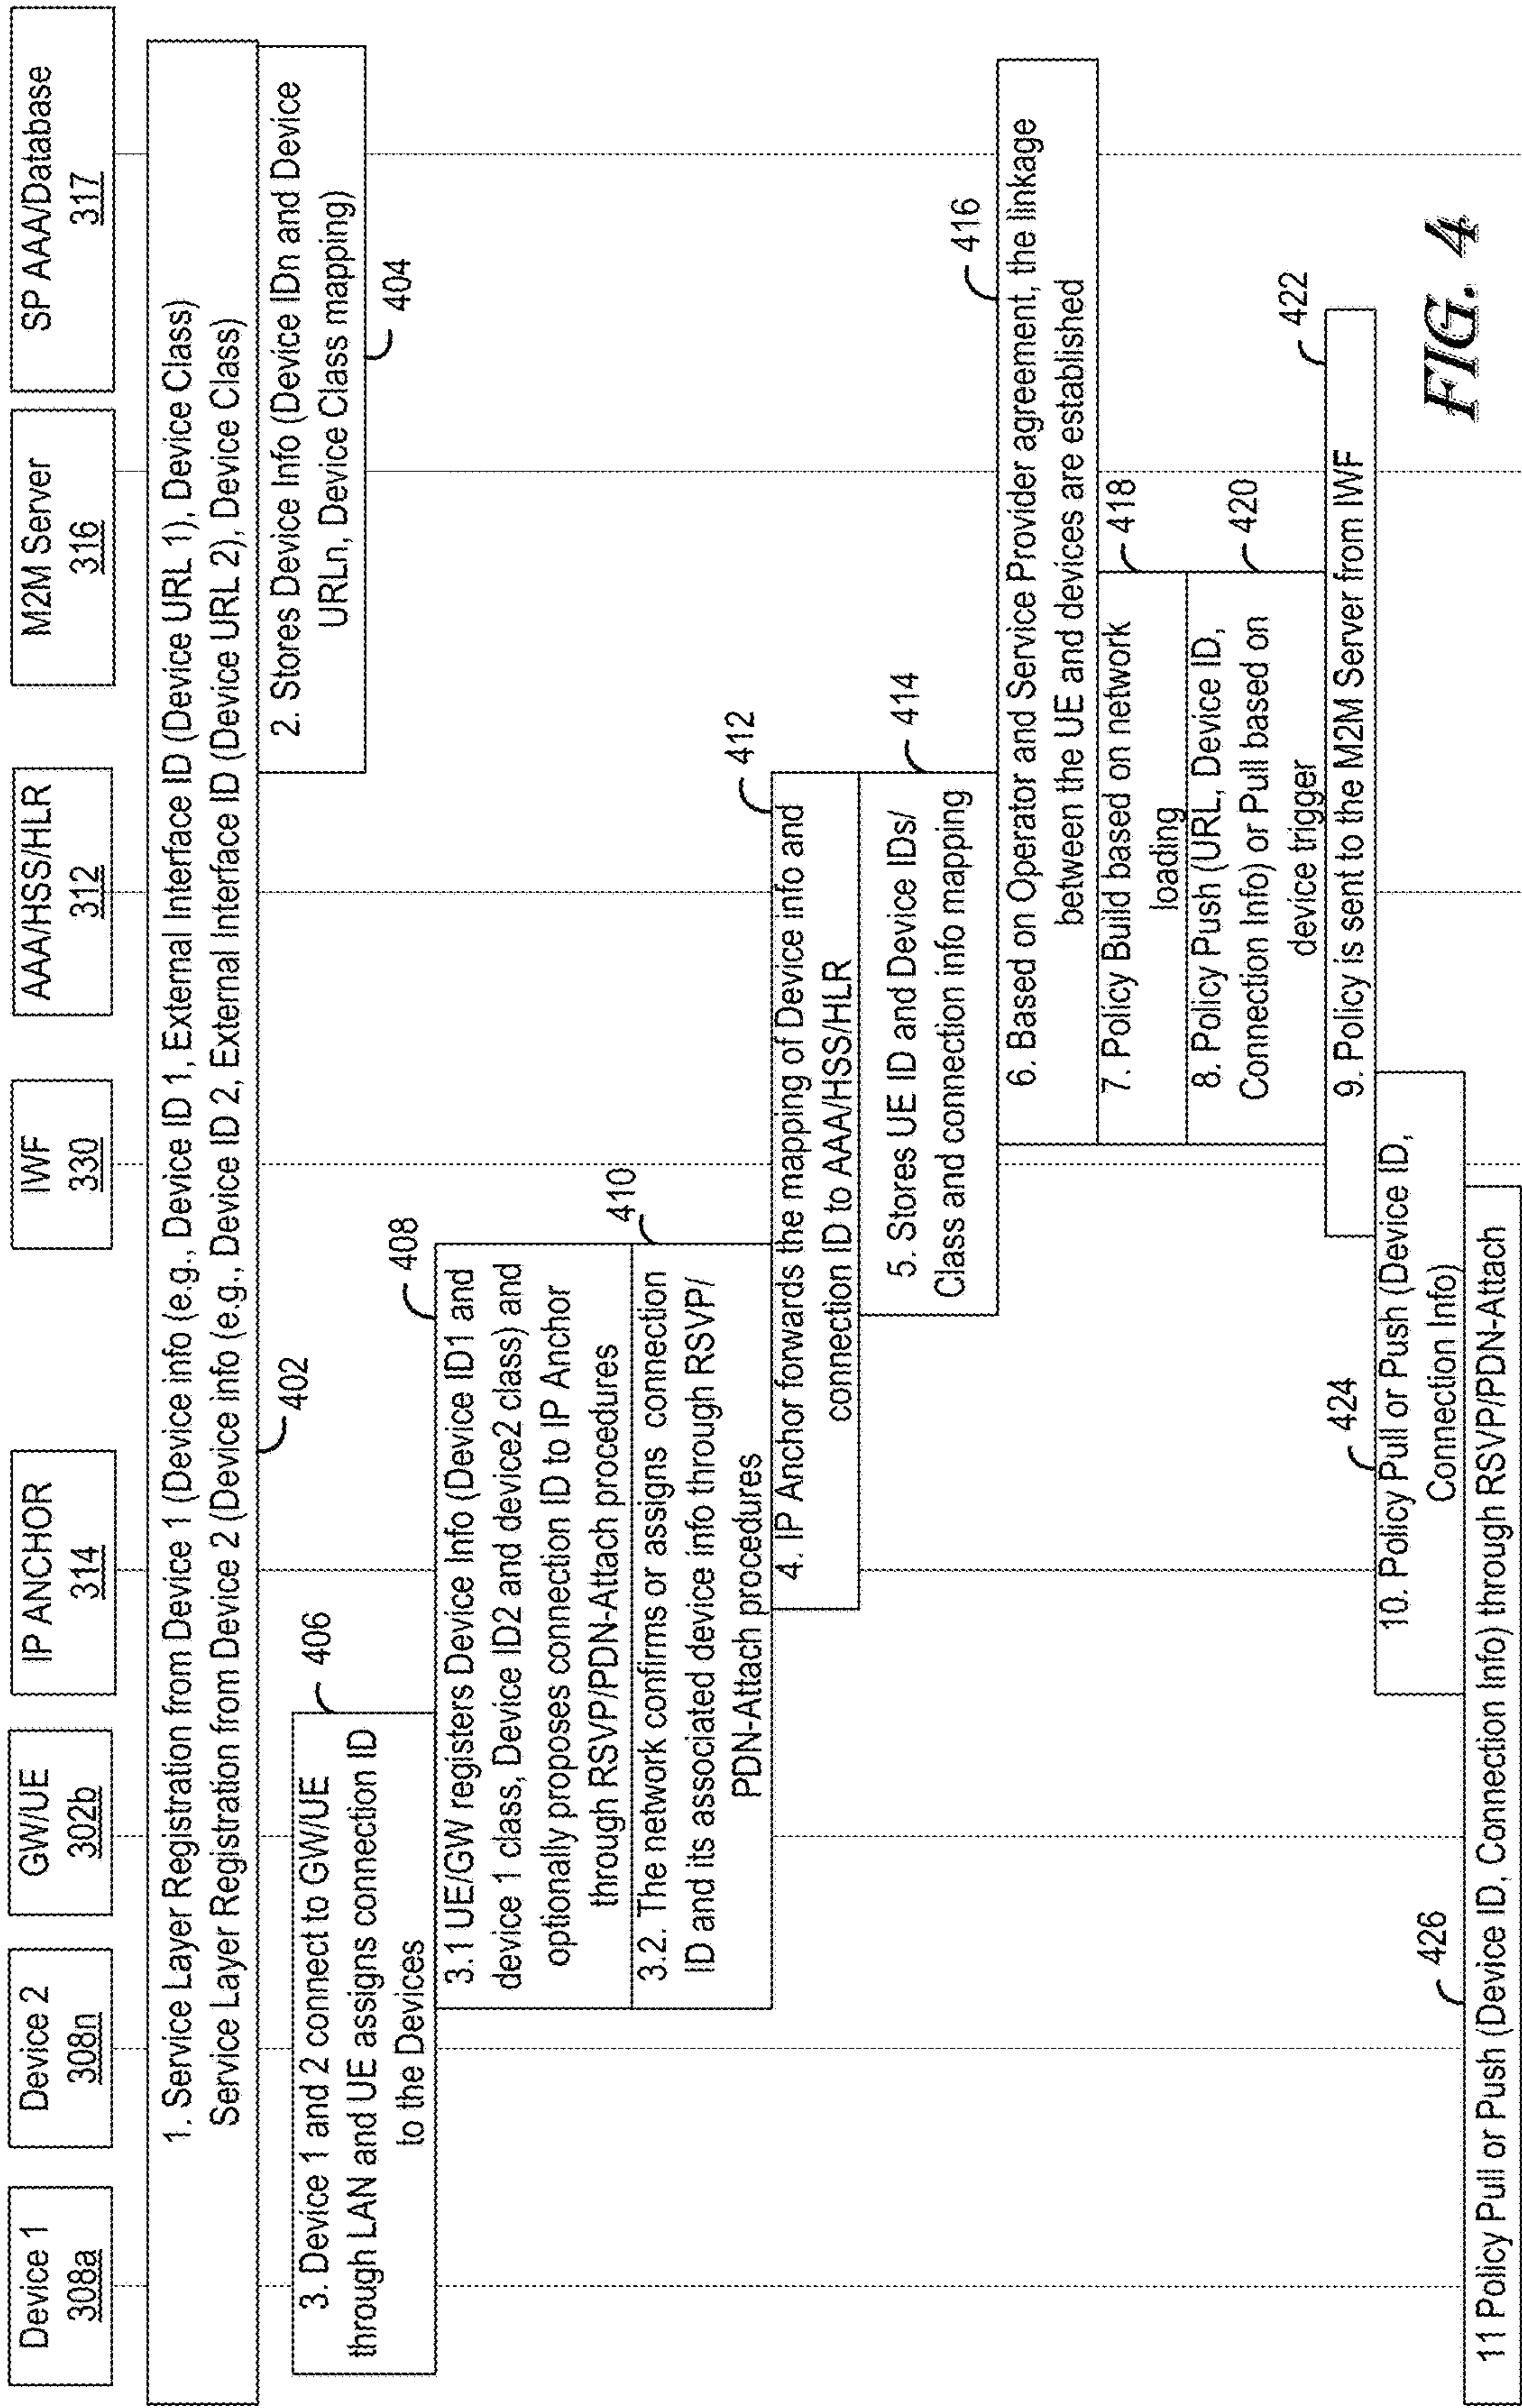 Device 1
308a
Device 2
308n
GW/UE
302b
IP ANCHOR
314
IWF
330
AAA/HSS/HLR
312
M2M Server
316
SP AAA/Database
317
1. Service Layer Registration from Device 1 (Device info (e.g., Device ID 1, External Interface ID (Device URL 1), Device Class)
Service Layer Registration from Device 2 (Device info (e.g., Device ID 2, External Interface ID (Device URL 2), Device Class)
402
2. Stores Device Info (Device IDn and Device
URLn, Device Class mapping)
404
3. Device 1 and 2 connect to GW/UE
through LAN and UE assigns connection ID
to the Devices
406
3.1 UE/GW registers Device Info (Device ID1 and
device 1 class, Device ID2 and device2 class) and
optionally proposes connection ID to IP Anchor
through RSVP/PDN-Attach procedures
408
3.2. The network confirms or assigns connection
ID and its associated device info through RSVP/
PDN-Attach procedures
410
4. IP Anchor forwards the mapping of Device info and
connection ID to AAA/HSS/HLR
412
5. Stores UE ID and Device IDs/
Class and connection info mapping
414
6. Based on Operator and Service Provider agreement, the linkage
between the UE and devices are established
416
7. Policy Build based on network
loading
418
8. Policy Push (URL, Device ID,
Connection Info) or Pull based on
device trigger
420
9. Policy is sent to the M2M Server from IWF
422
10. Policy Pull or Push (Device ID,
Connection Info)
424
11 Policy Pull or Push (Device ID, Connection Info) through RSVP/PDN-Attach
426
FIG. 4